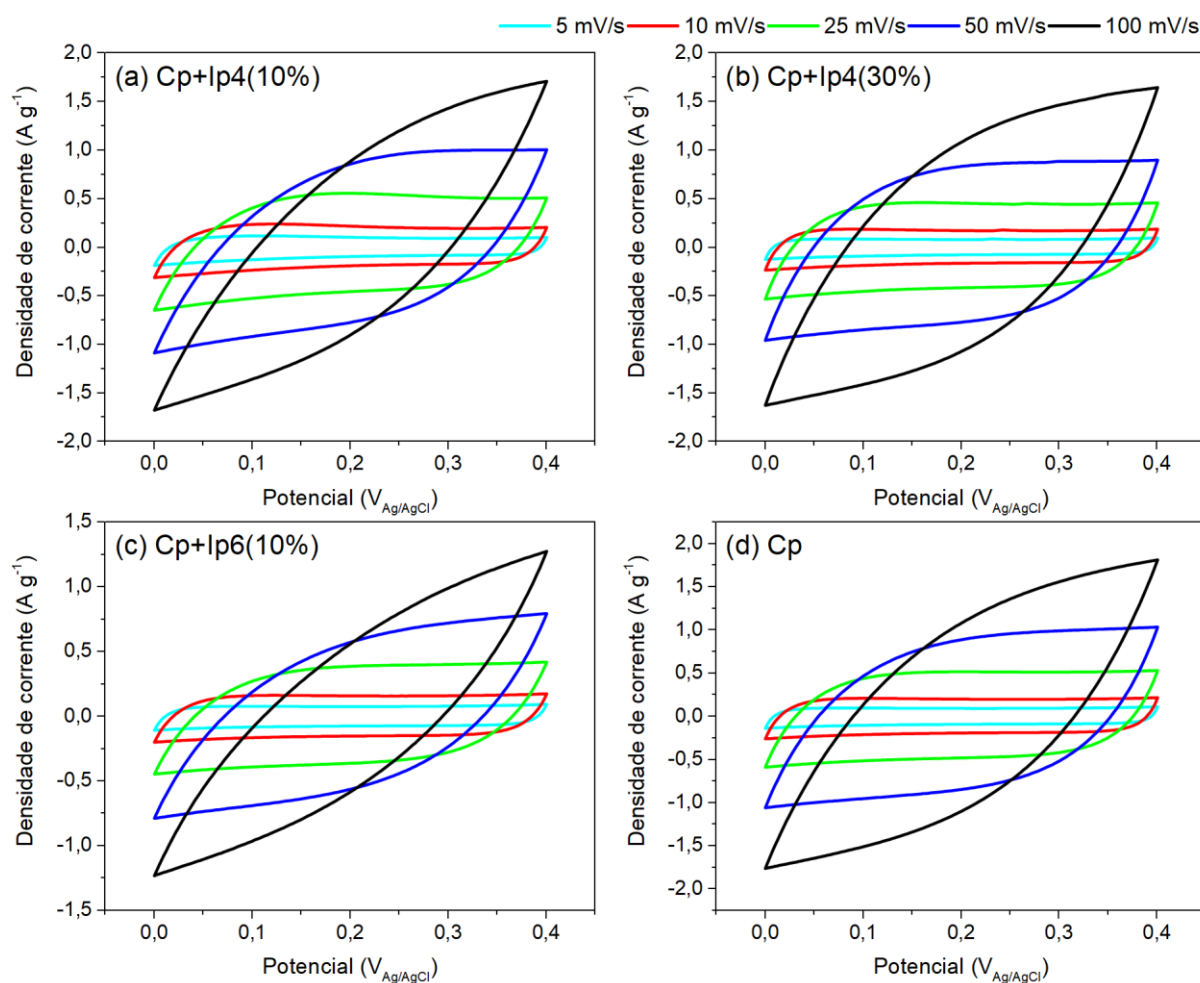 5 mV/s 10 mV/s 25 mV/s 50 mV/s 100 mV/s
(a) Cp+Ip4(10%)
2,0
1,5
1,0
0,5
0,0
-0,5
-1,0
-1,5
-2,0
Densidade de corrente (A g⁻¹)
0,0 0,1 0,2 0,3 0,4
Potencial (V_Ag/AgCl)
(b) Cp+Ip4(30%)
2,0
1,5
1,0
0,5
0,0
-0,5
-1,0
-1,5
-2,0
Densidade de corrente (A g⁻¹)
0,0 0,1 0,2 0,3 0,4
Potencial (V_Ag/AgCl)
(c) Cp+Ip6(10%)
1,5
1,0
0,5
0,0
-0,5
-1,0
-1,5
Densidade de corrente (A g⁻¹)
0,0 0,1 0,2 0,3 0,4
Potencial (V_Ag/AgCl)
(d) Cp
2,0
1,5
1,0
0,5
0,0
-0,5
-1,0
-1,5
-2,0
Densidade de corrente (A g⁻¹)
0,0 0,1 0,2 0,3 0,4
Potencial (V_Ag/AgCl)